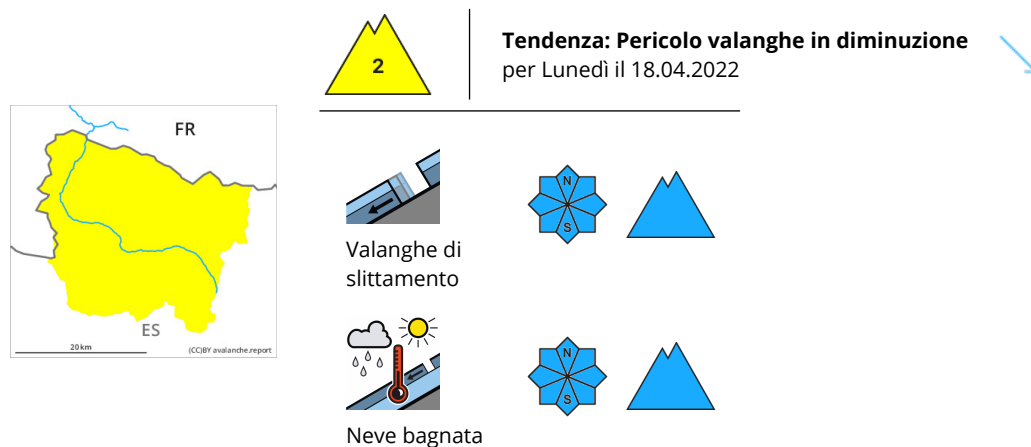 2
Tendenza: Pericolo valanghe in diminuzione
per Lunedì il 18.04.2022
FR
ES
20 km
(CC)BY avalanche.report
N
S
Valanghe di
slittamento
N
S
Neve bagnata